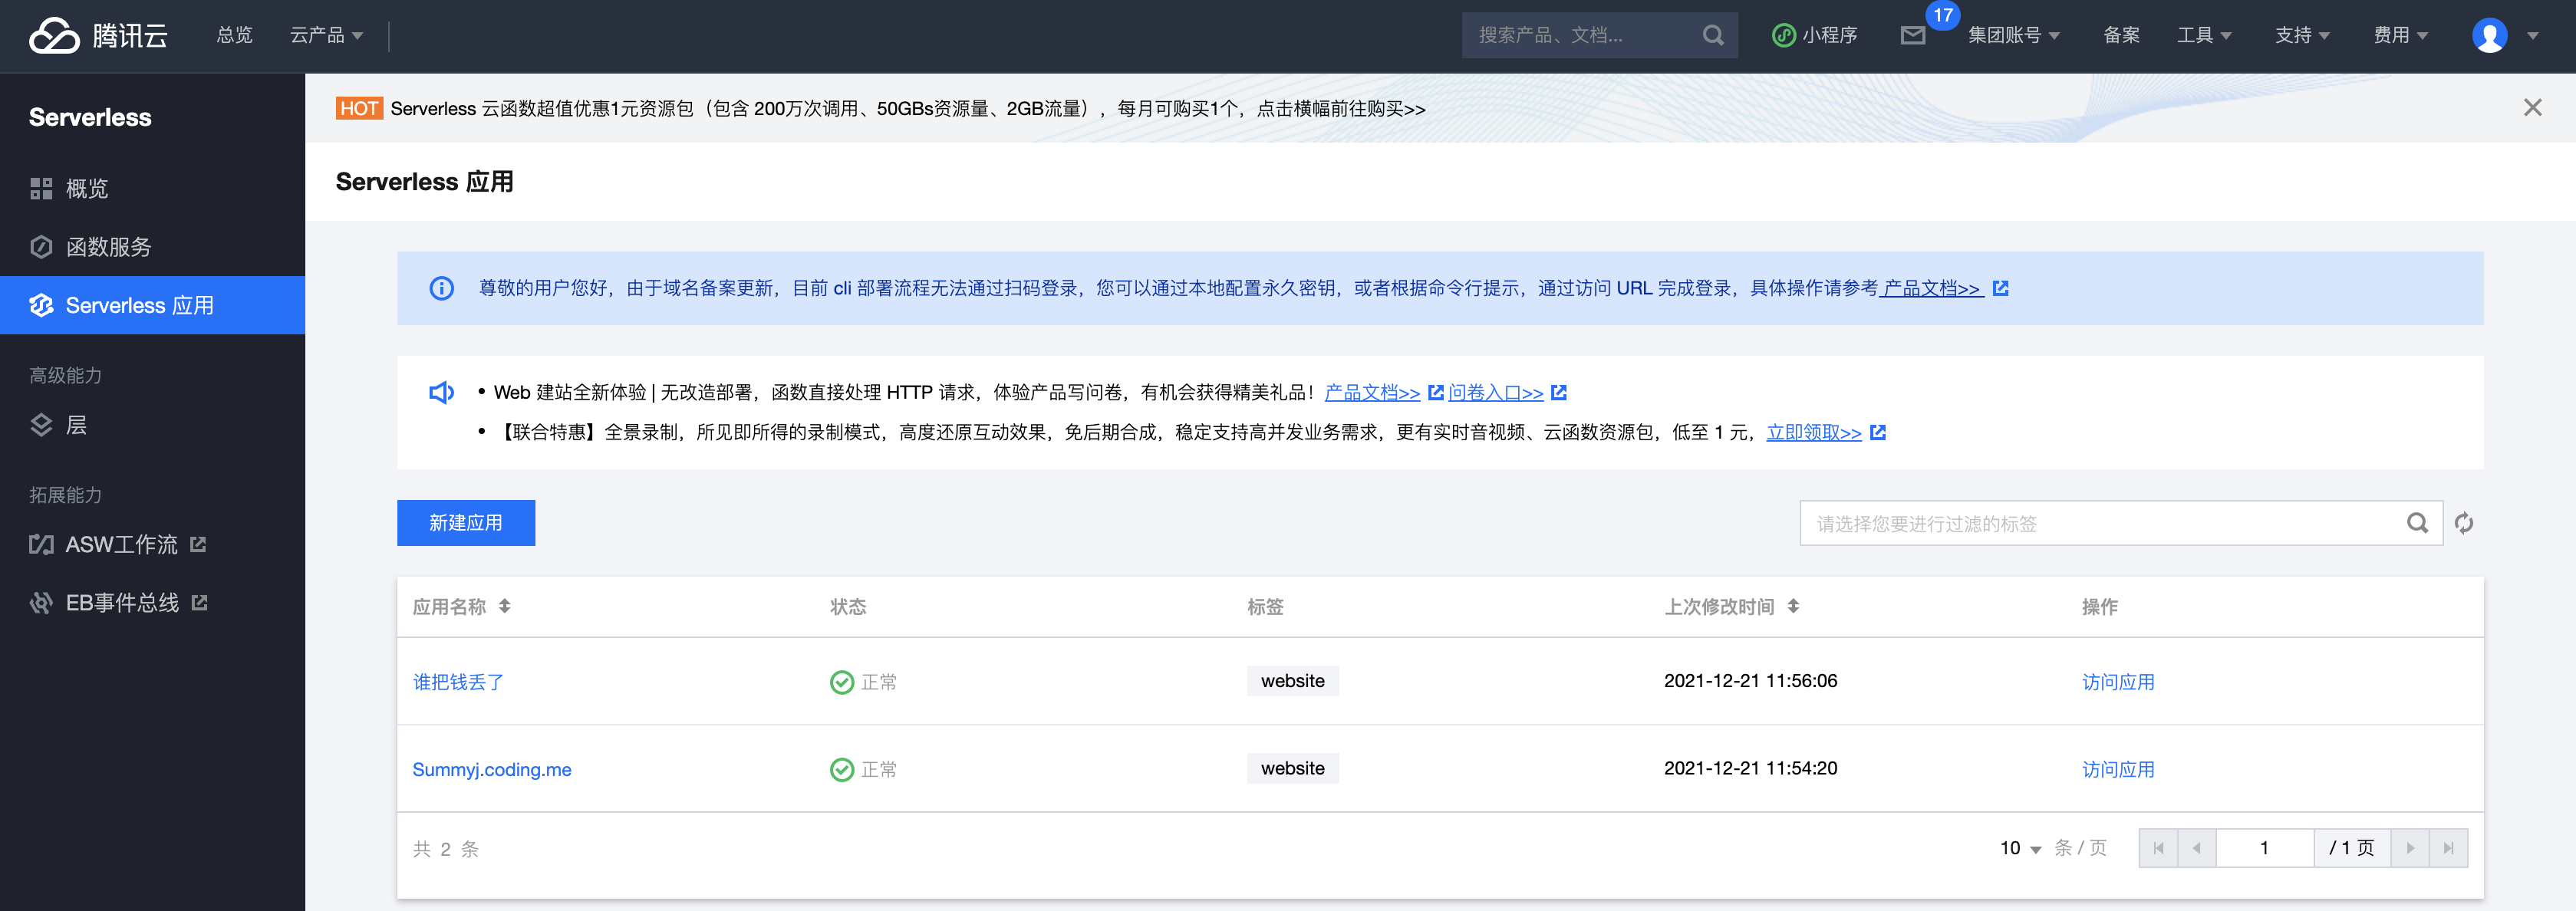 腾讯云 总览 云产品 搜索产品、文档... 小程序 17 集团账号 备案 工具 支持 费用
Serverless
概览
函数服务
Serverless 应用
高级能力
层
拓展能力
ASW工作流
EB事件总线
HOT Serverless 云函数超值优惠1元资源包（包含 200万次调用、50GBs资源量、2GB流量），每月可购买1个，点击横幅前往购买>>
Serverless 应用
尊敬的用户您好，由于域名备案更新，目前 cli 部署流程无法通过扫码登录，您可以通过本地配置永久密钥，或者根据命令行提示，通过访问 URL 完成登录，具体操作请参考 产品文档>>
• Web 建站全新体验 | 无改造部署，函数直接处理 HTTP 请求，体验产品写问卷，有机会获得精美礼品！产品文档>> 问卷入口>>
• 【联合特惠】全景录制，所见即所得的录制模式，高度还原互动效果，免后期合成，稳定支持高并发业务需求，更有实时音视频、云函数资源包，低至 1 元，立即领取>>
新建应用 请选择您要进行过滤的标签
应用名称 状态 标签 上次修改时间 操作
谁把钱丢了 正常 website 2021-12-21 11:56:06 访问应用
Summyj.coding.me 正常 website 2021-12-21 11:54:20 访问应用
共 2 条 10 条 / 页 1 / 1 页